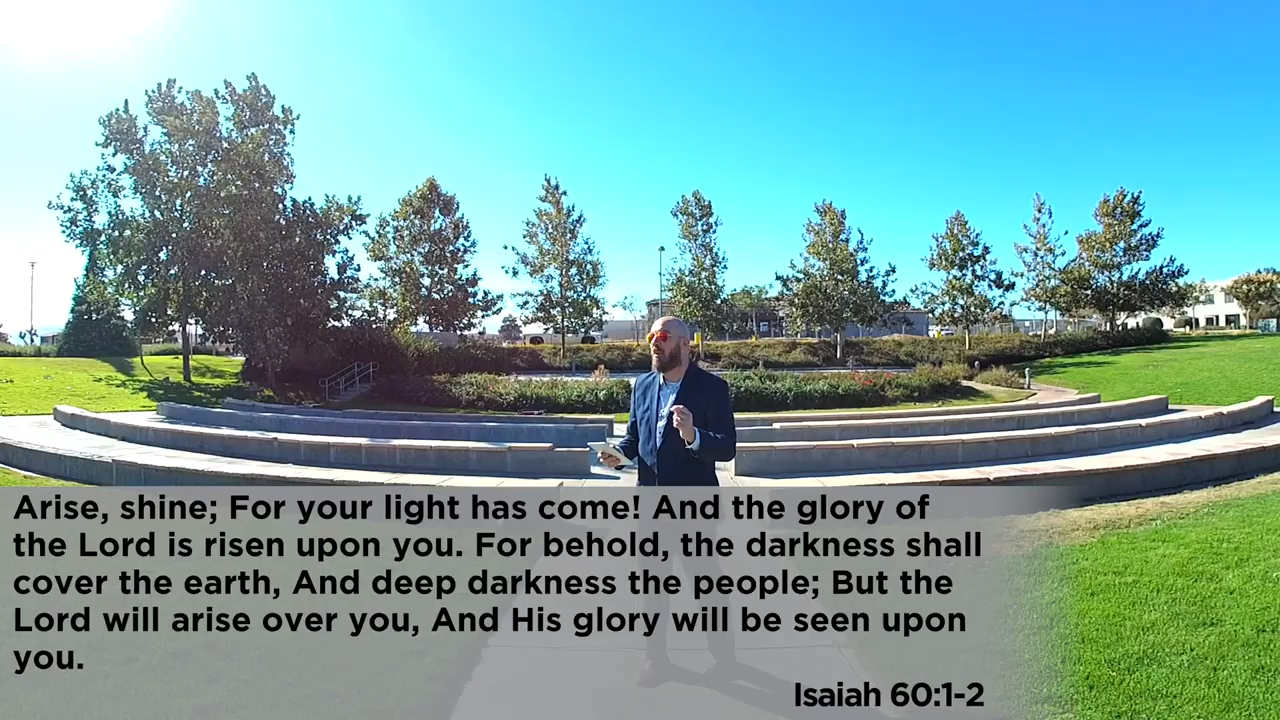 Arise, shine; For your light has come! And the glory of
the Lord is risen upon you. For behold, the darkness shall
cover the earth, And deep darkness the people; But the
Lord will arise over you, And His glory will be seen upon
you.
Isaiah 60:1-2